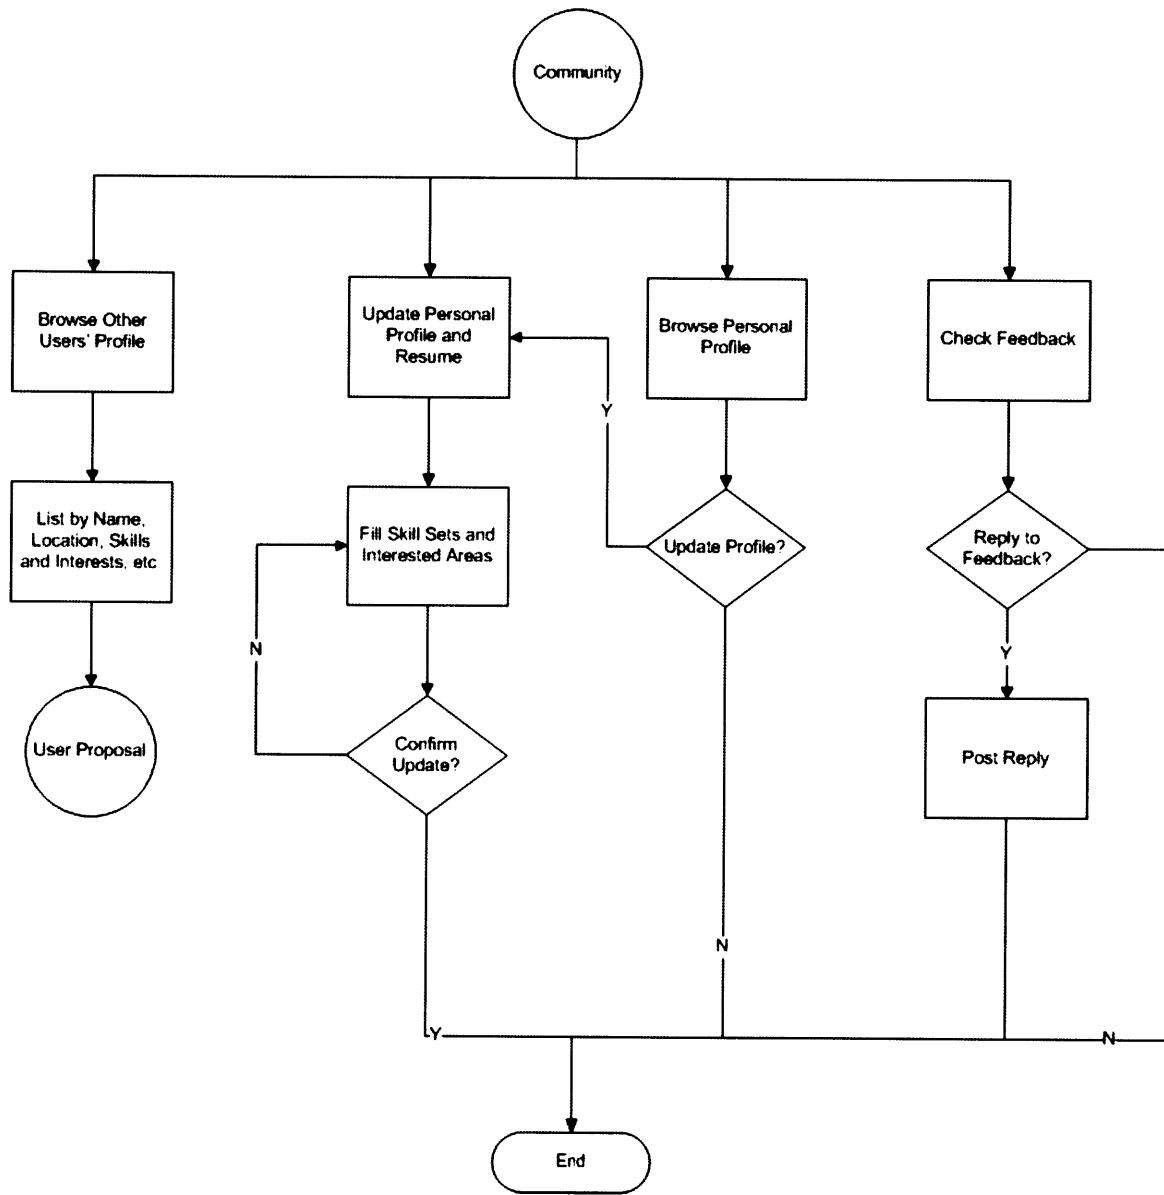 Community
Browse Other
Users' Profile
Update Personal
Profile and
Resume
Browse Personal
Profile
Check Feedback
Y
List by Name,
Location, Skills
and Interests, etc
Fill Skill Sets and
Interested Areas
Update Profile?
Reply to
Feedback?
N
Y
User Proposal
Confirm
Update?
Post Reply
N
Y
N
End